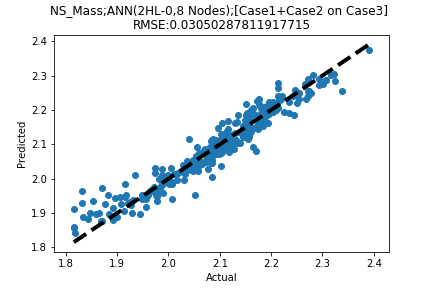 NS_Mass;ANN(2HL-0,8 Nodes);[Case1+Case2 on Case3]
RMSE:0.03050287811917715
2.4
2.3
2.2
2.1
2.0
1.9
1.8
Predicted
1.8 1.9 2.0 2.1 2.2 2.3 2.4
Actual